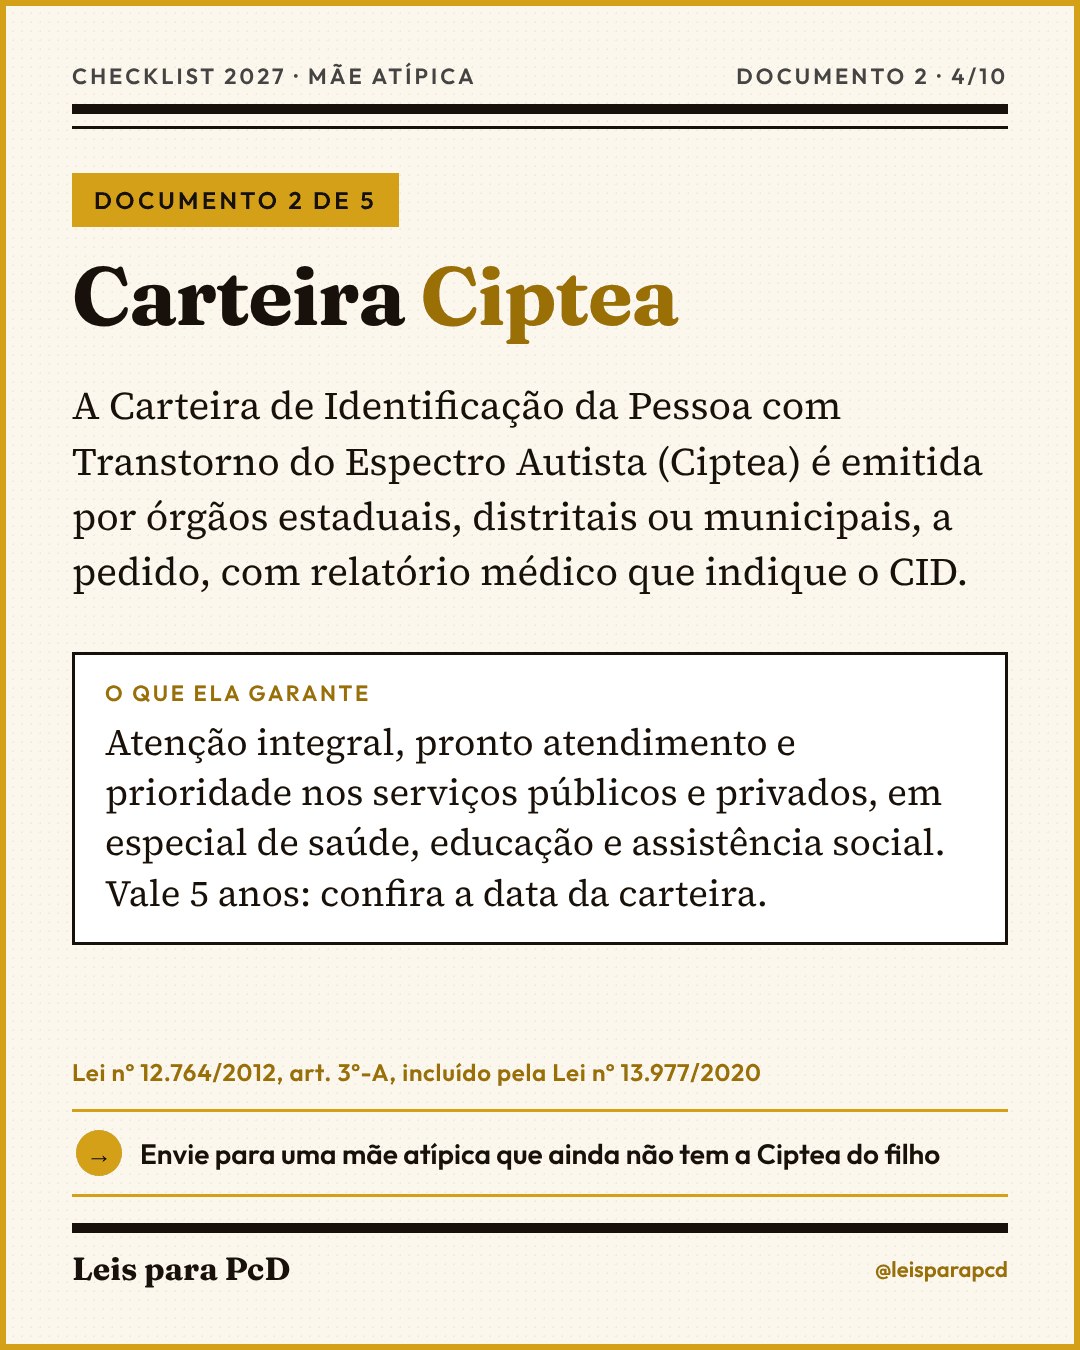 CHECKLIST 2027 · MÃE ATÍPICA
DOCUMENTO 2 · 4/10
DOCUMENTO 2 DE 5
Carteira Ciptea
A Carteira de Identificação da Pessoa com
Transtorno do Espectro Autista (Ciptea) é emitida
por órgãos estaduais, distritais ou municipais, a
pedido, com relatório médico que indique o CID.
O QUE ELA GARANTE
Atenção integral, pronto atendimento e
prioridade nos serviços públicos e privados, em
especial de saúde, educação e assistência social.
Vale 5 anos: confira a data da carteira.
Lei nº 12.764/2012, art. 3º-A, incluído pela Lei nº 13.977/2020
→ Envie para uma mãe atípica que ainda não tem a Ciptea do filho
Leis para PcD
@leisparapcd